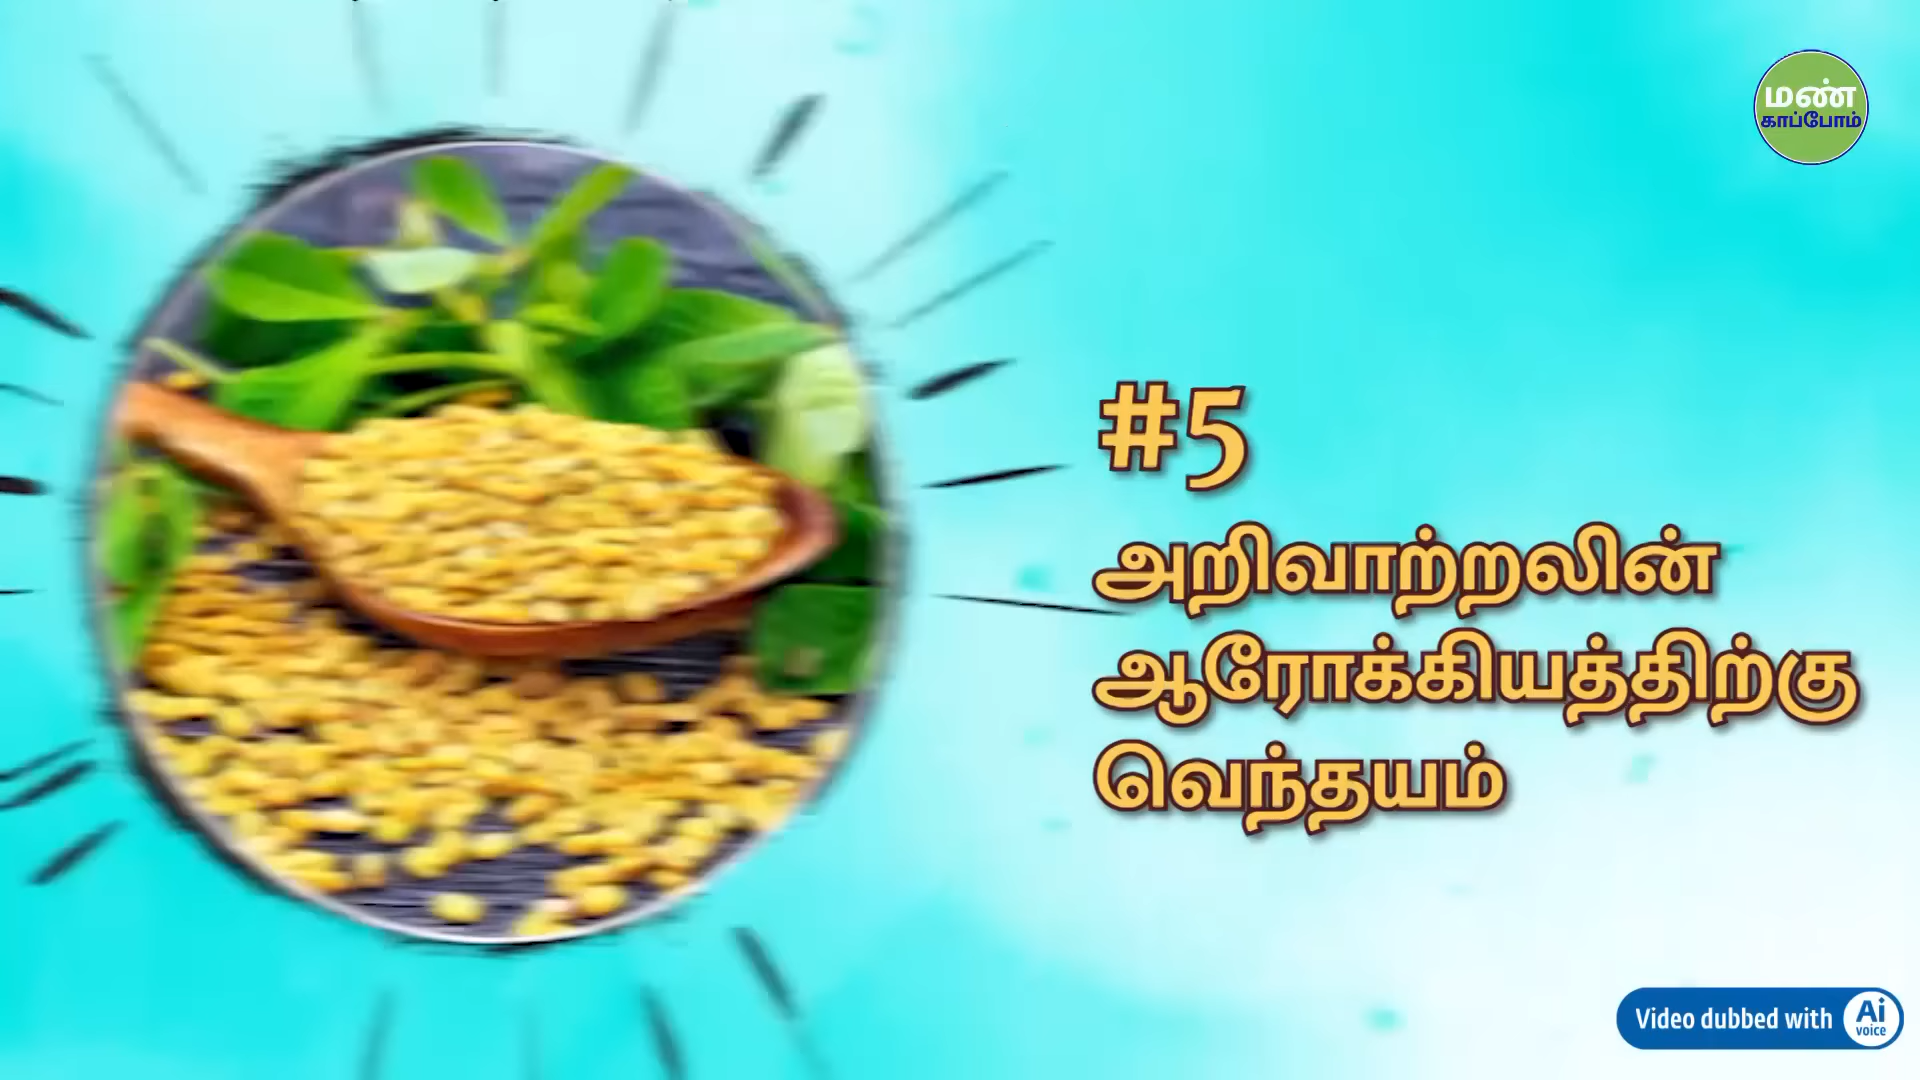 மண்
காப்போம்
#5
அறிவாற்றலின்
ஆரோக்கியத்திற்கு
வெந்தயம்
Video dubbed with Ai voice